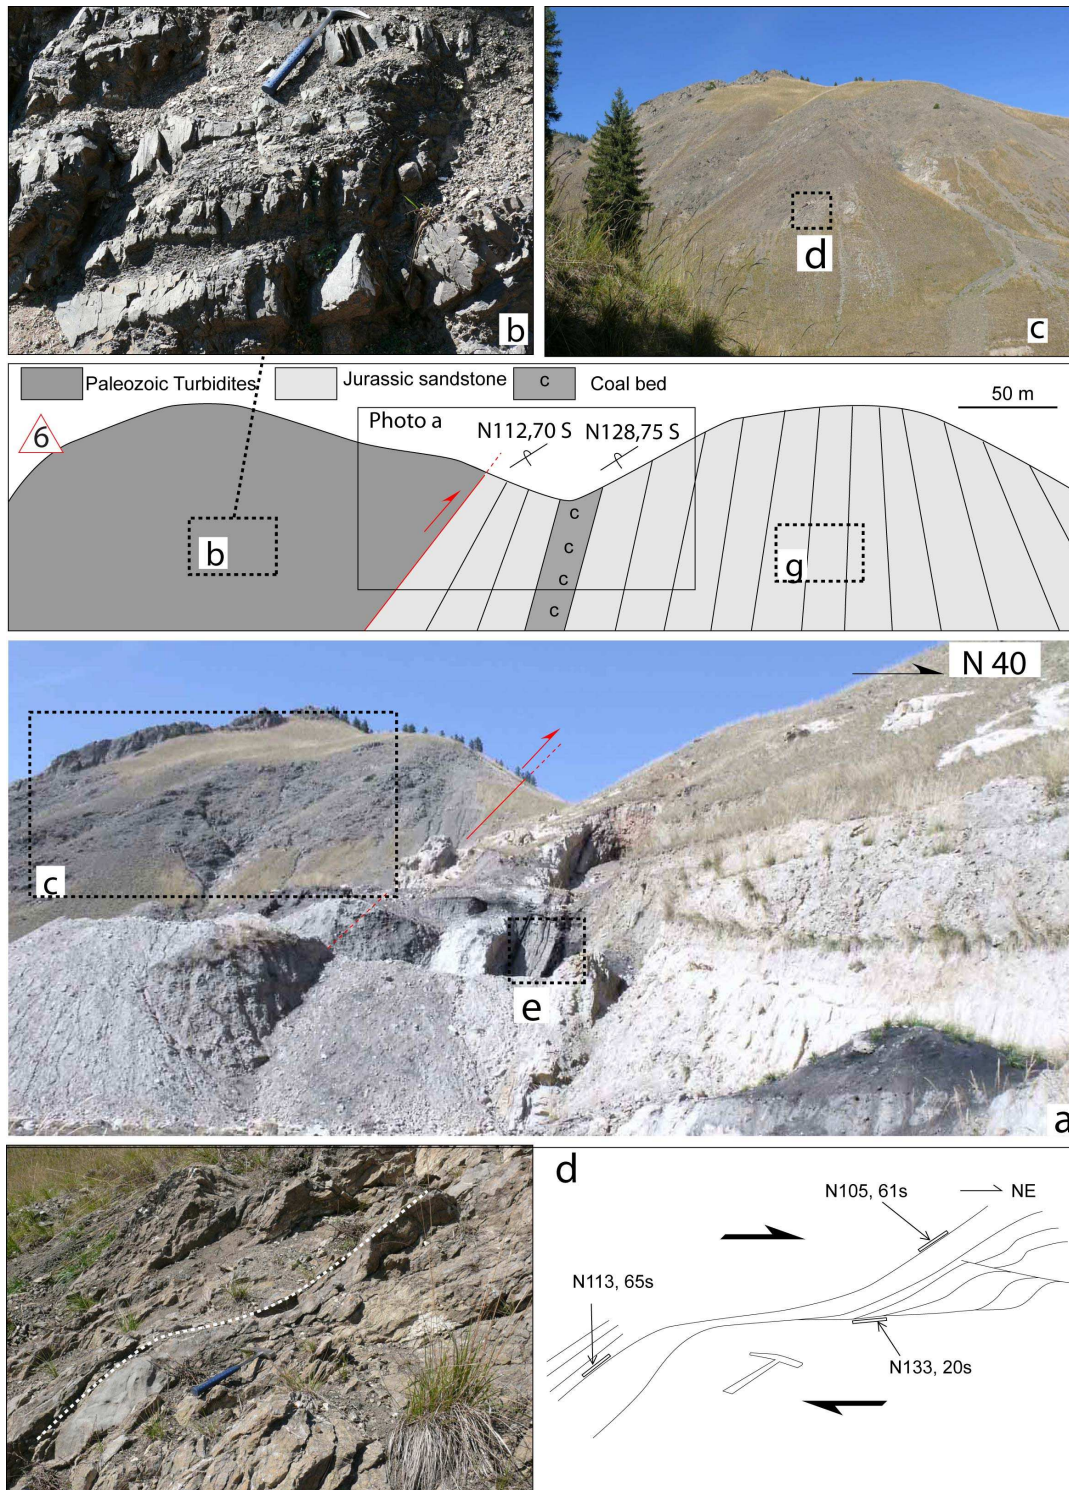 b
d
c
Paleozoic Turbidites
Jurassic sandstone
c
Coal bed
50 m
6
Photo a
N112,70 S
N128,75 S
c
c
c
c
b
g
N 40
c
e
a
d
N105, 61s
NE
N113, 65s
N133, 20s